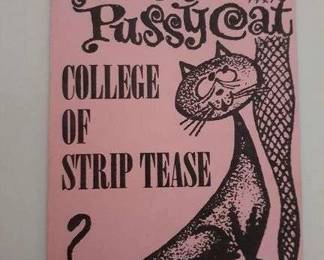 PussyCat
COLLEGE
OF
STRIP TEASE